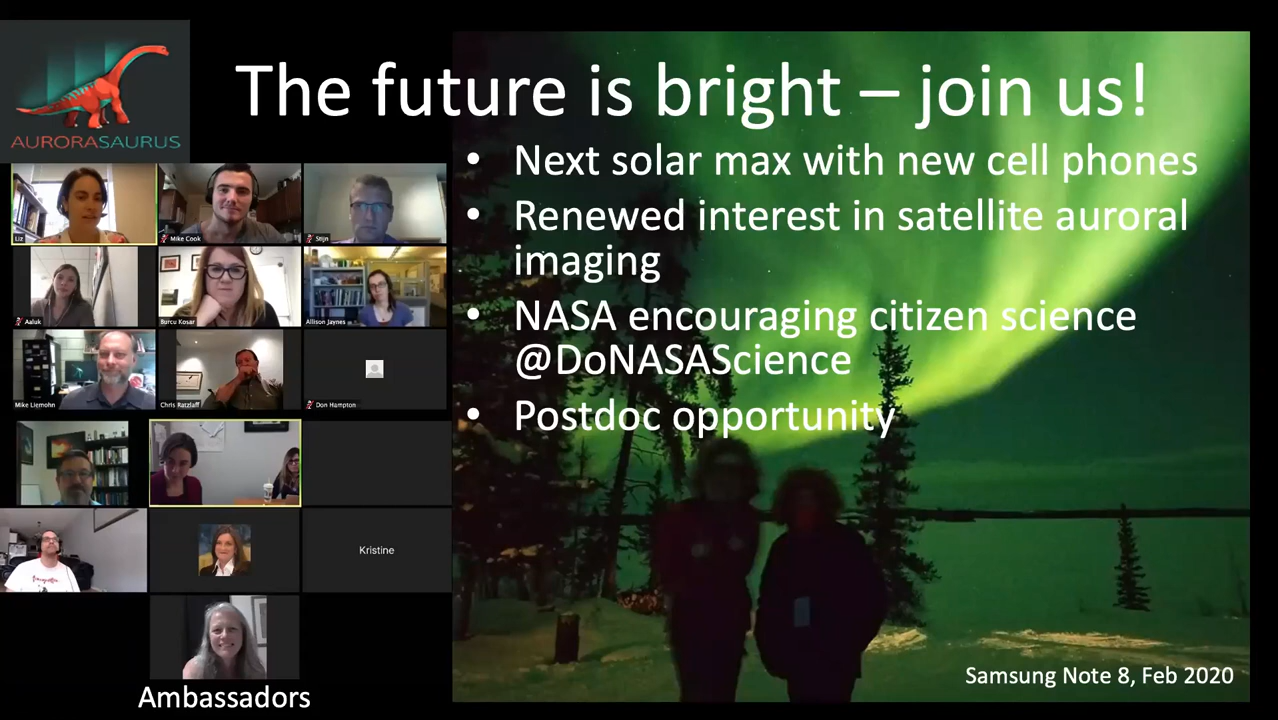 AURORASAURUS
The future is bright – join us!
• Next solar max with new cell phones
• Renewed interest in satellite auroral
imaging
• NASA encouraging citizen science
@DoNASAScience
• Postdoc opportunity
Liz
Mike Cook
Stijn
Aaluk
Burcu Kosar
Allison Jaynes
Mike Liemohn
Chris Ratzlaff
Don Hampton
Kristine
Ambassadors
Samsung Note 8, Feb 2020